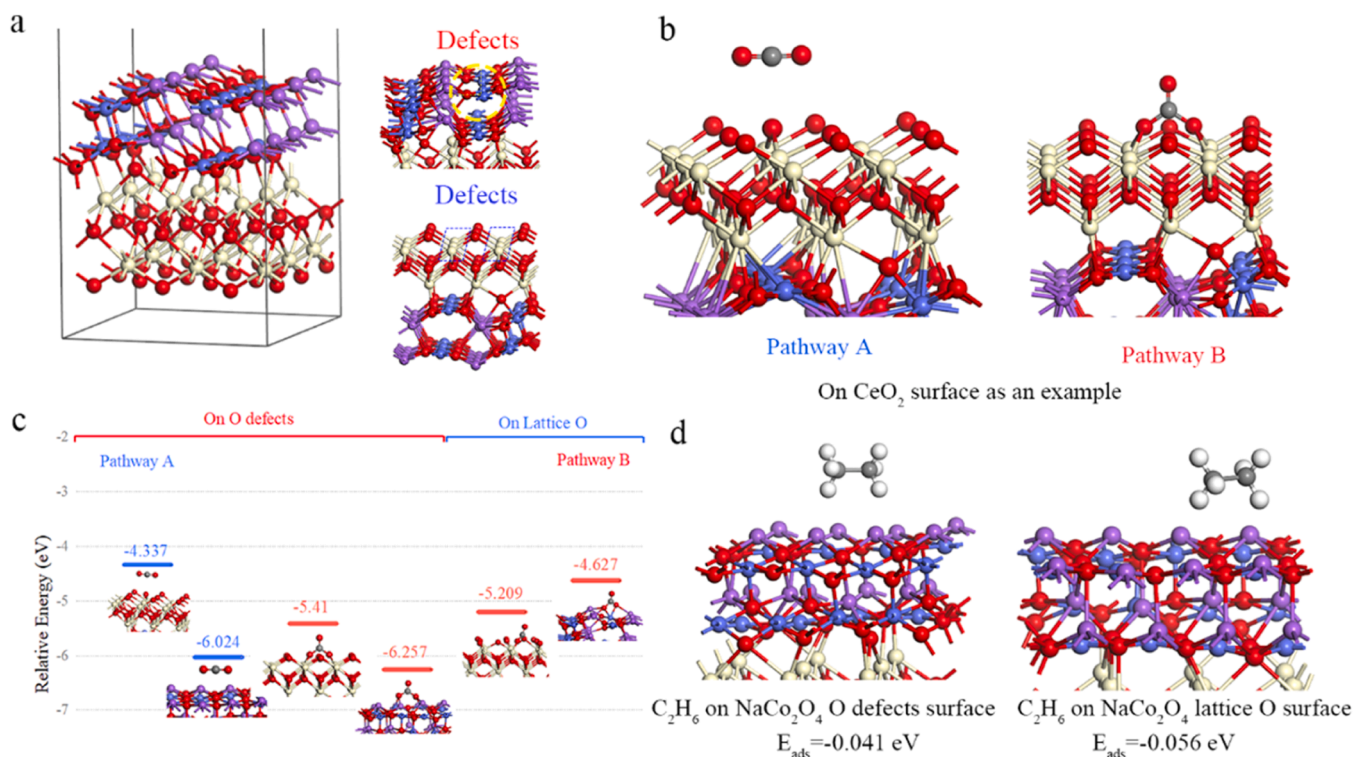 a
Defects
Defects
b
Pathway A
Pathway B
On CeO₂ surface as an example
c
On O defects
On Lattice O
Pathway A
Pathway B
Relative Energy (eV)
-2
-3
-4
-5
-6
-7
-4.337
-6.024
-5.41
-6.257
-5.209
-4.627
d
C₂H₆ on NaCo₂O₄ O defects surface
E_ads=-0.041 eV
C₂H₆ on NaCo₂O₄ lattice O surface
E_ads=-0.056 eV